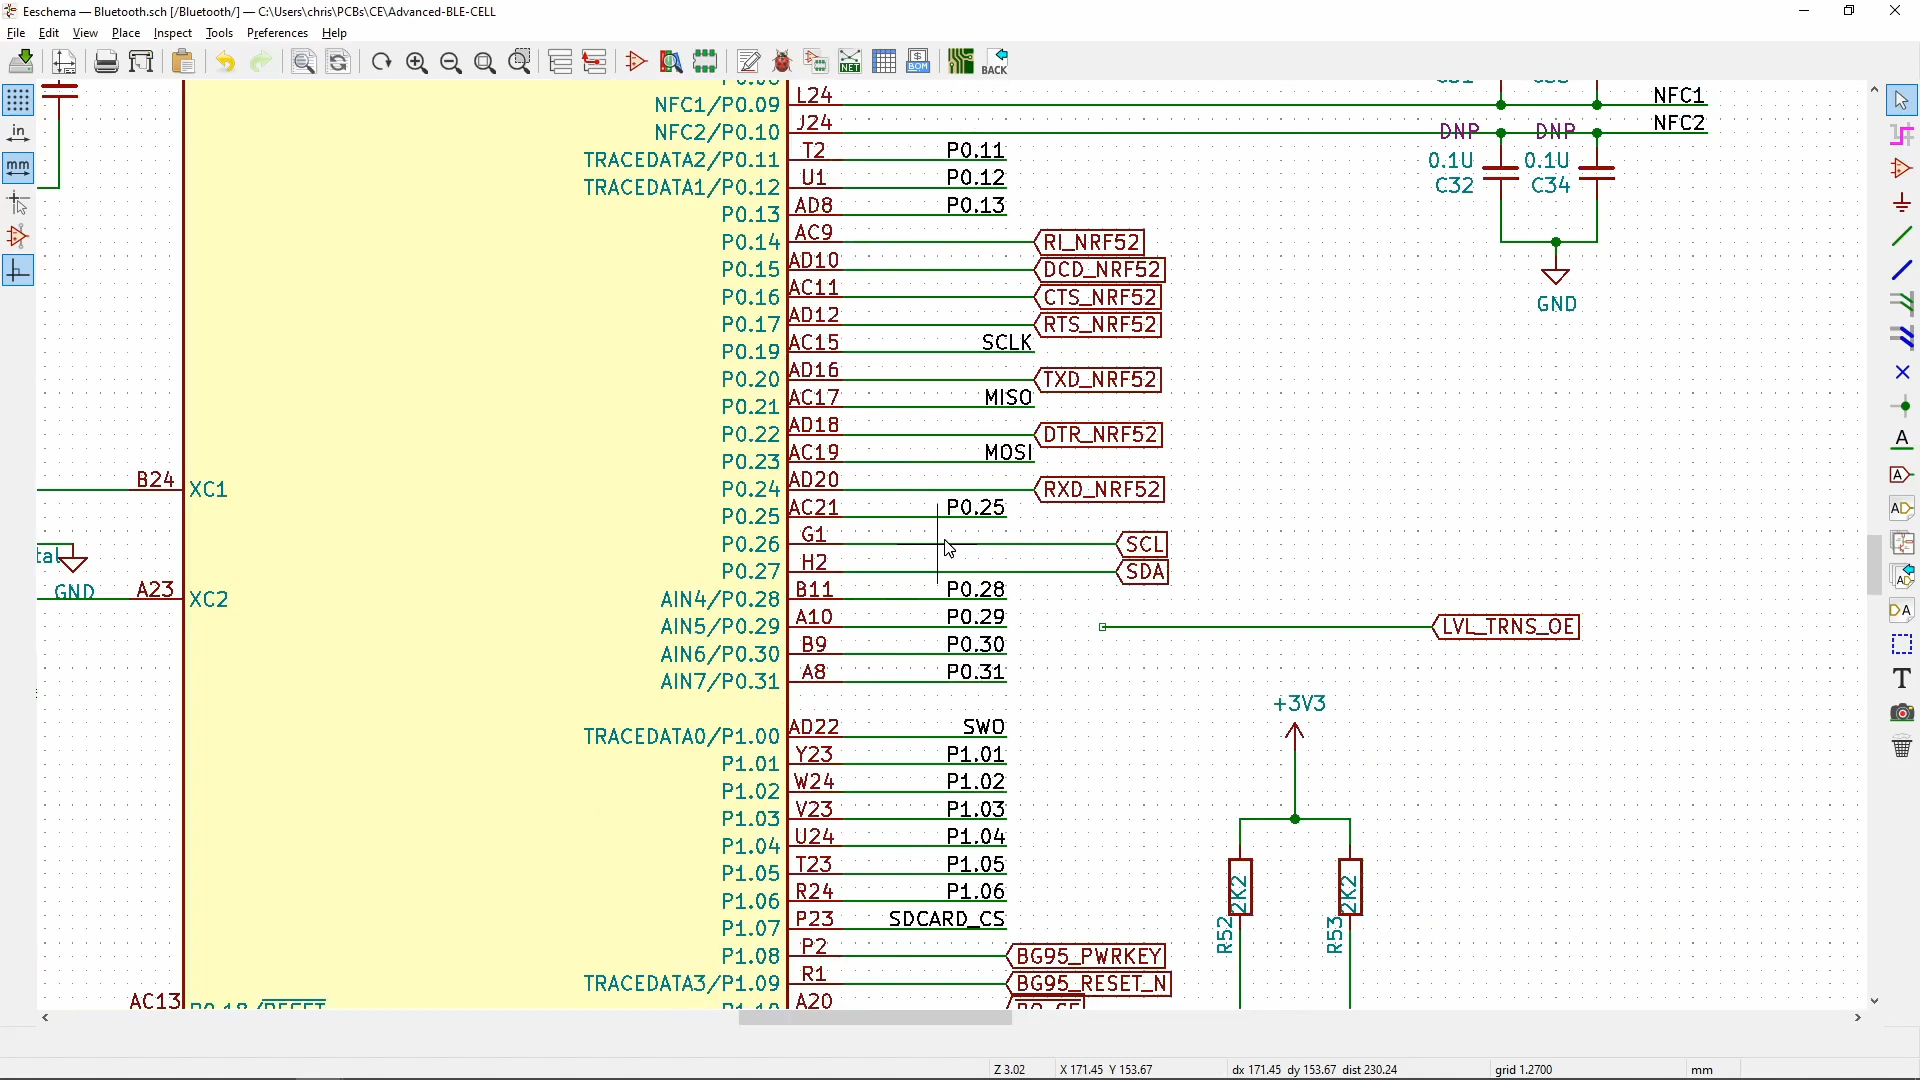 Eeschema — Bluetooth.sch [/Bluetooth/] — C:\Users\chris\PCBs\CE\Advanced-BLE-CELL
File Edit View Place Inspect Tools Preferences Help
NET BOM BACK
in
mm
NFC1/P0.09 L24 NFC1
NFC2/P0.10 J24 DNP DNP NFC2
TRACEDATA2/P0.11 T2 P0.11 0.1U 0.1U
TRACEDATA1/P0.12 U1 P0.12 C32 C34
P0.13 AD8 P0.13
P0.14 AC9 RI_NRF52
P0.15 AD10 DCD_NRF52
P0.16 AC11 CTS_NRF52
GND
P0.17 AD12 RTS_NRF52
P0.19 AC15 SCLK
P0.20 AD16 TXD_NRF52
P0.21 AC17 MISO
P0.22 AD18 DTR_NRF52
P0.23 AC19 MOSI
B24 XC1 P0.24 AD20 RXD_NRF52
P0.25 AC21 P0.25
P0.26 G1 SCL
P0.27 H2 SDA
GND A23 XC2 AIN4/P0.28 B11 P0.28
AIN5/P0.29 A10 P0.29 LVL_TRNS_OE
AIN6/P0.30 B9 P0.30
AIN7/P0.31 A8 P0.31
+3V3
TRACEDATA0/P1.00 AD22 SWO
P1.01 Y23 P1.01
P1.02 W24 P1.02
P1.03 V23 P1.03
P1.04 U24 P1.04
P1.05 T23 P1.05
P1.06 R24 P1.06 2K2 2K2
P1.07 P23 SDCARD_CS R52 R53
P1.08 P2 BG95_PWRKEY
TRACEDATA3/P1.09 R1 BG95_RESET_N
AC13 A20
Z 3.02 X 171.45 Y 153.67 dx 171.45 dy 153.67 dist 230.24 grid 1.2700 mm